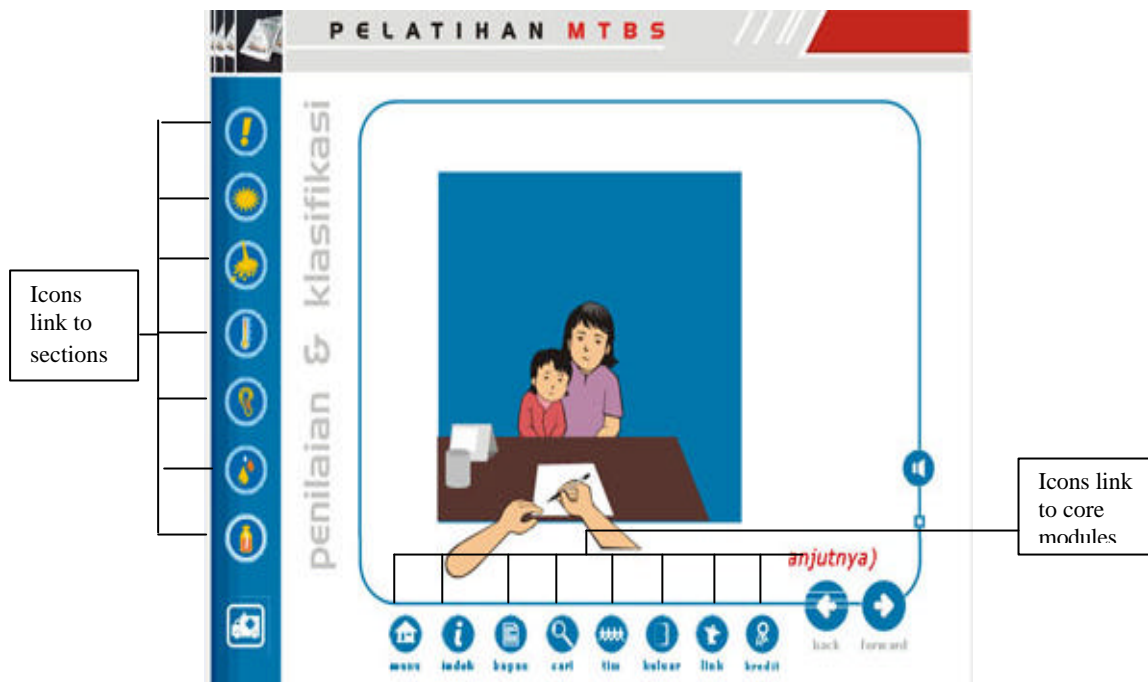 PELATIHAN MTBS
penilaian & klasifikasi
Icons
link to
sections
Icons link
to core
modules
anjutnya)
back forward
menu indek bagan cari tim keluar link kredit